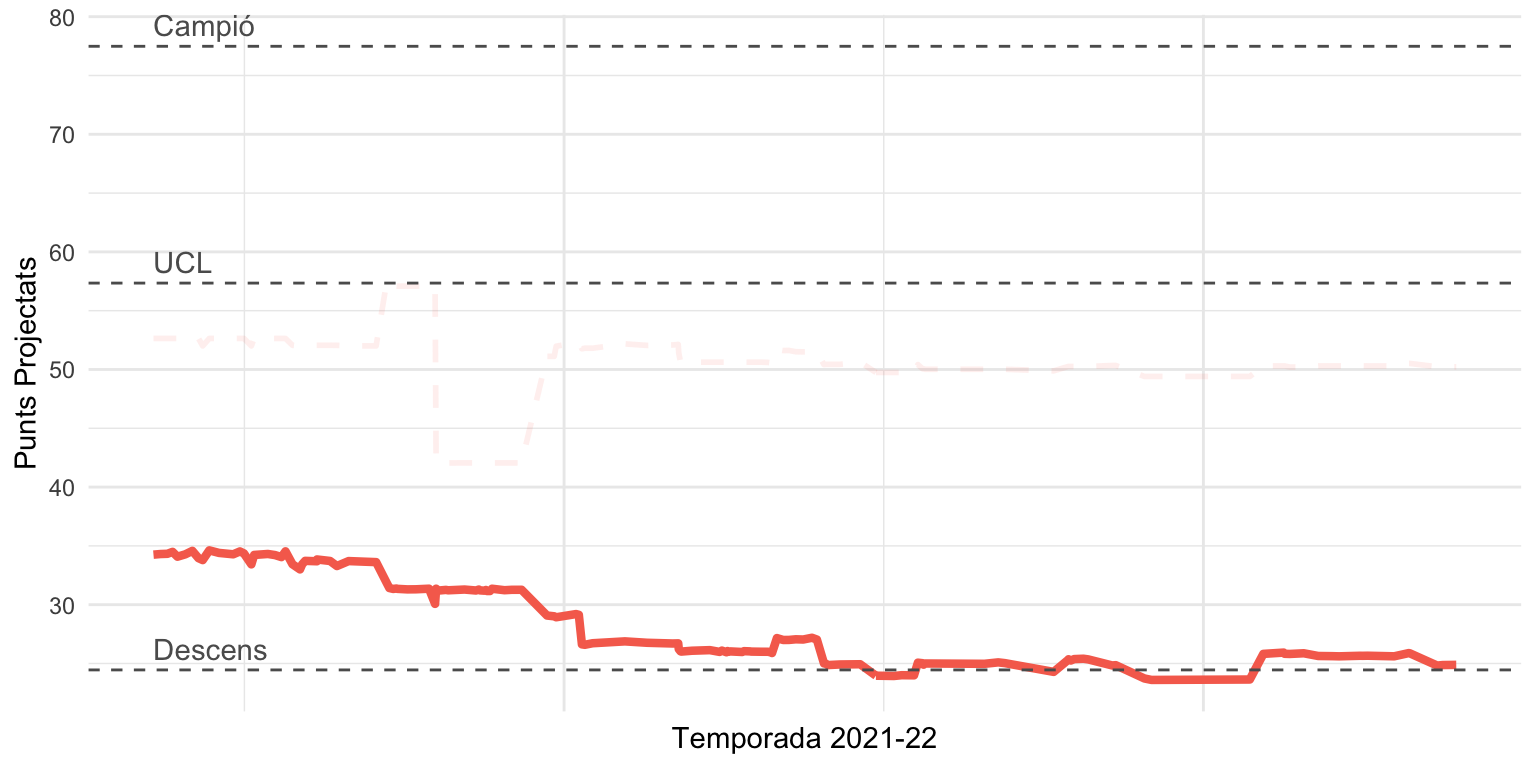 80
Campió
70
60
UCL
50
40
30
Descens
Punts Projectats
Temporada 2021-22